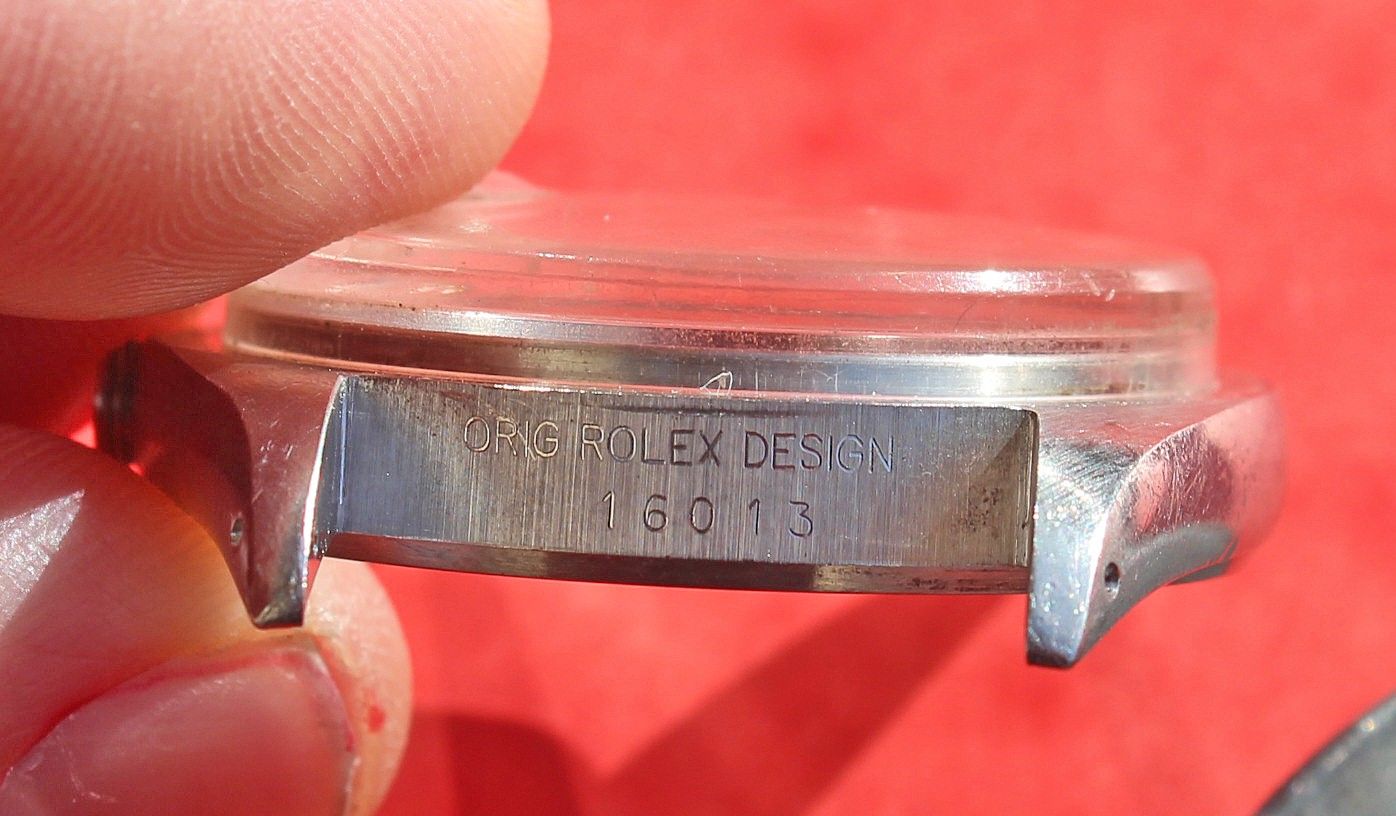 ORIG ROLEX DESIGN
16013